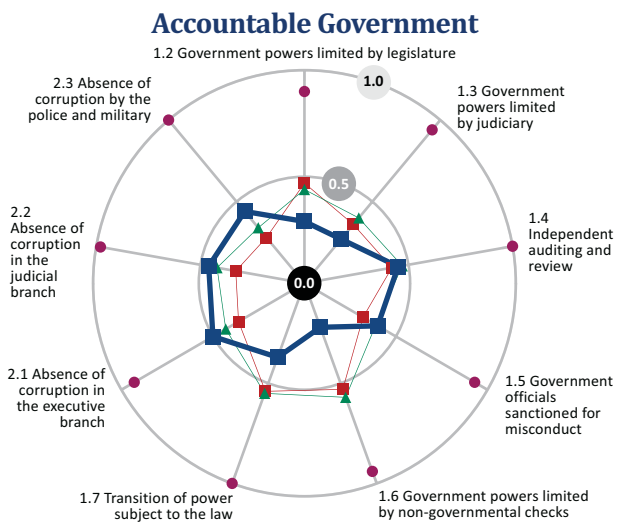 Accountable Government
1.2 Government powers limited by legislature
1.0
2.3 Absence of
corruption by the
police and military
1.3 Government
powers limited
by judiciary
0.5
2.2
Absence of
corruption
in the
judicial
branch
1.4
Independent
auditing and
review
0.0
2.1 Absence of
corruption in
the executive
branch
1.5 Government
officials
sanctioned for
misconduct
1.7 Transition of power
subject to the law
1.6 Government powers limited
by non-governmental checks